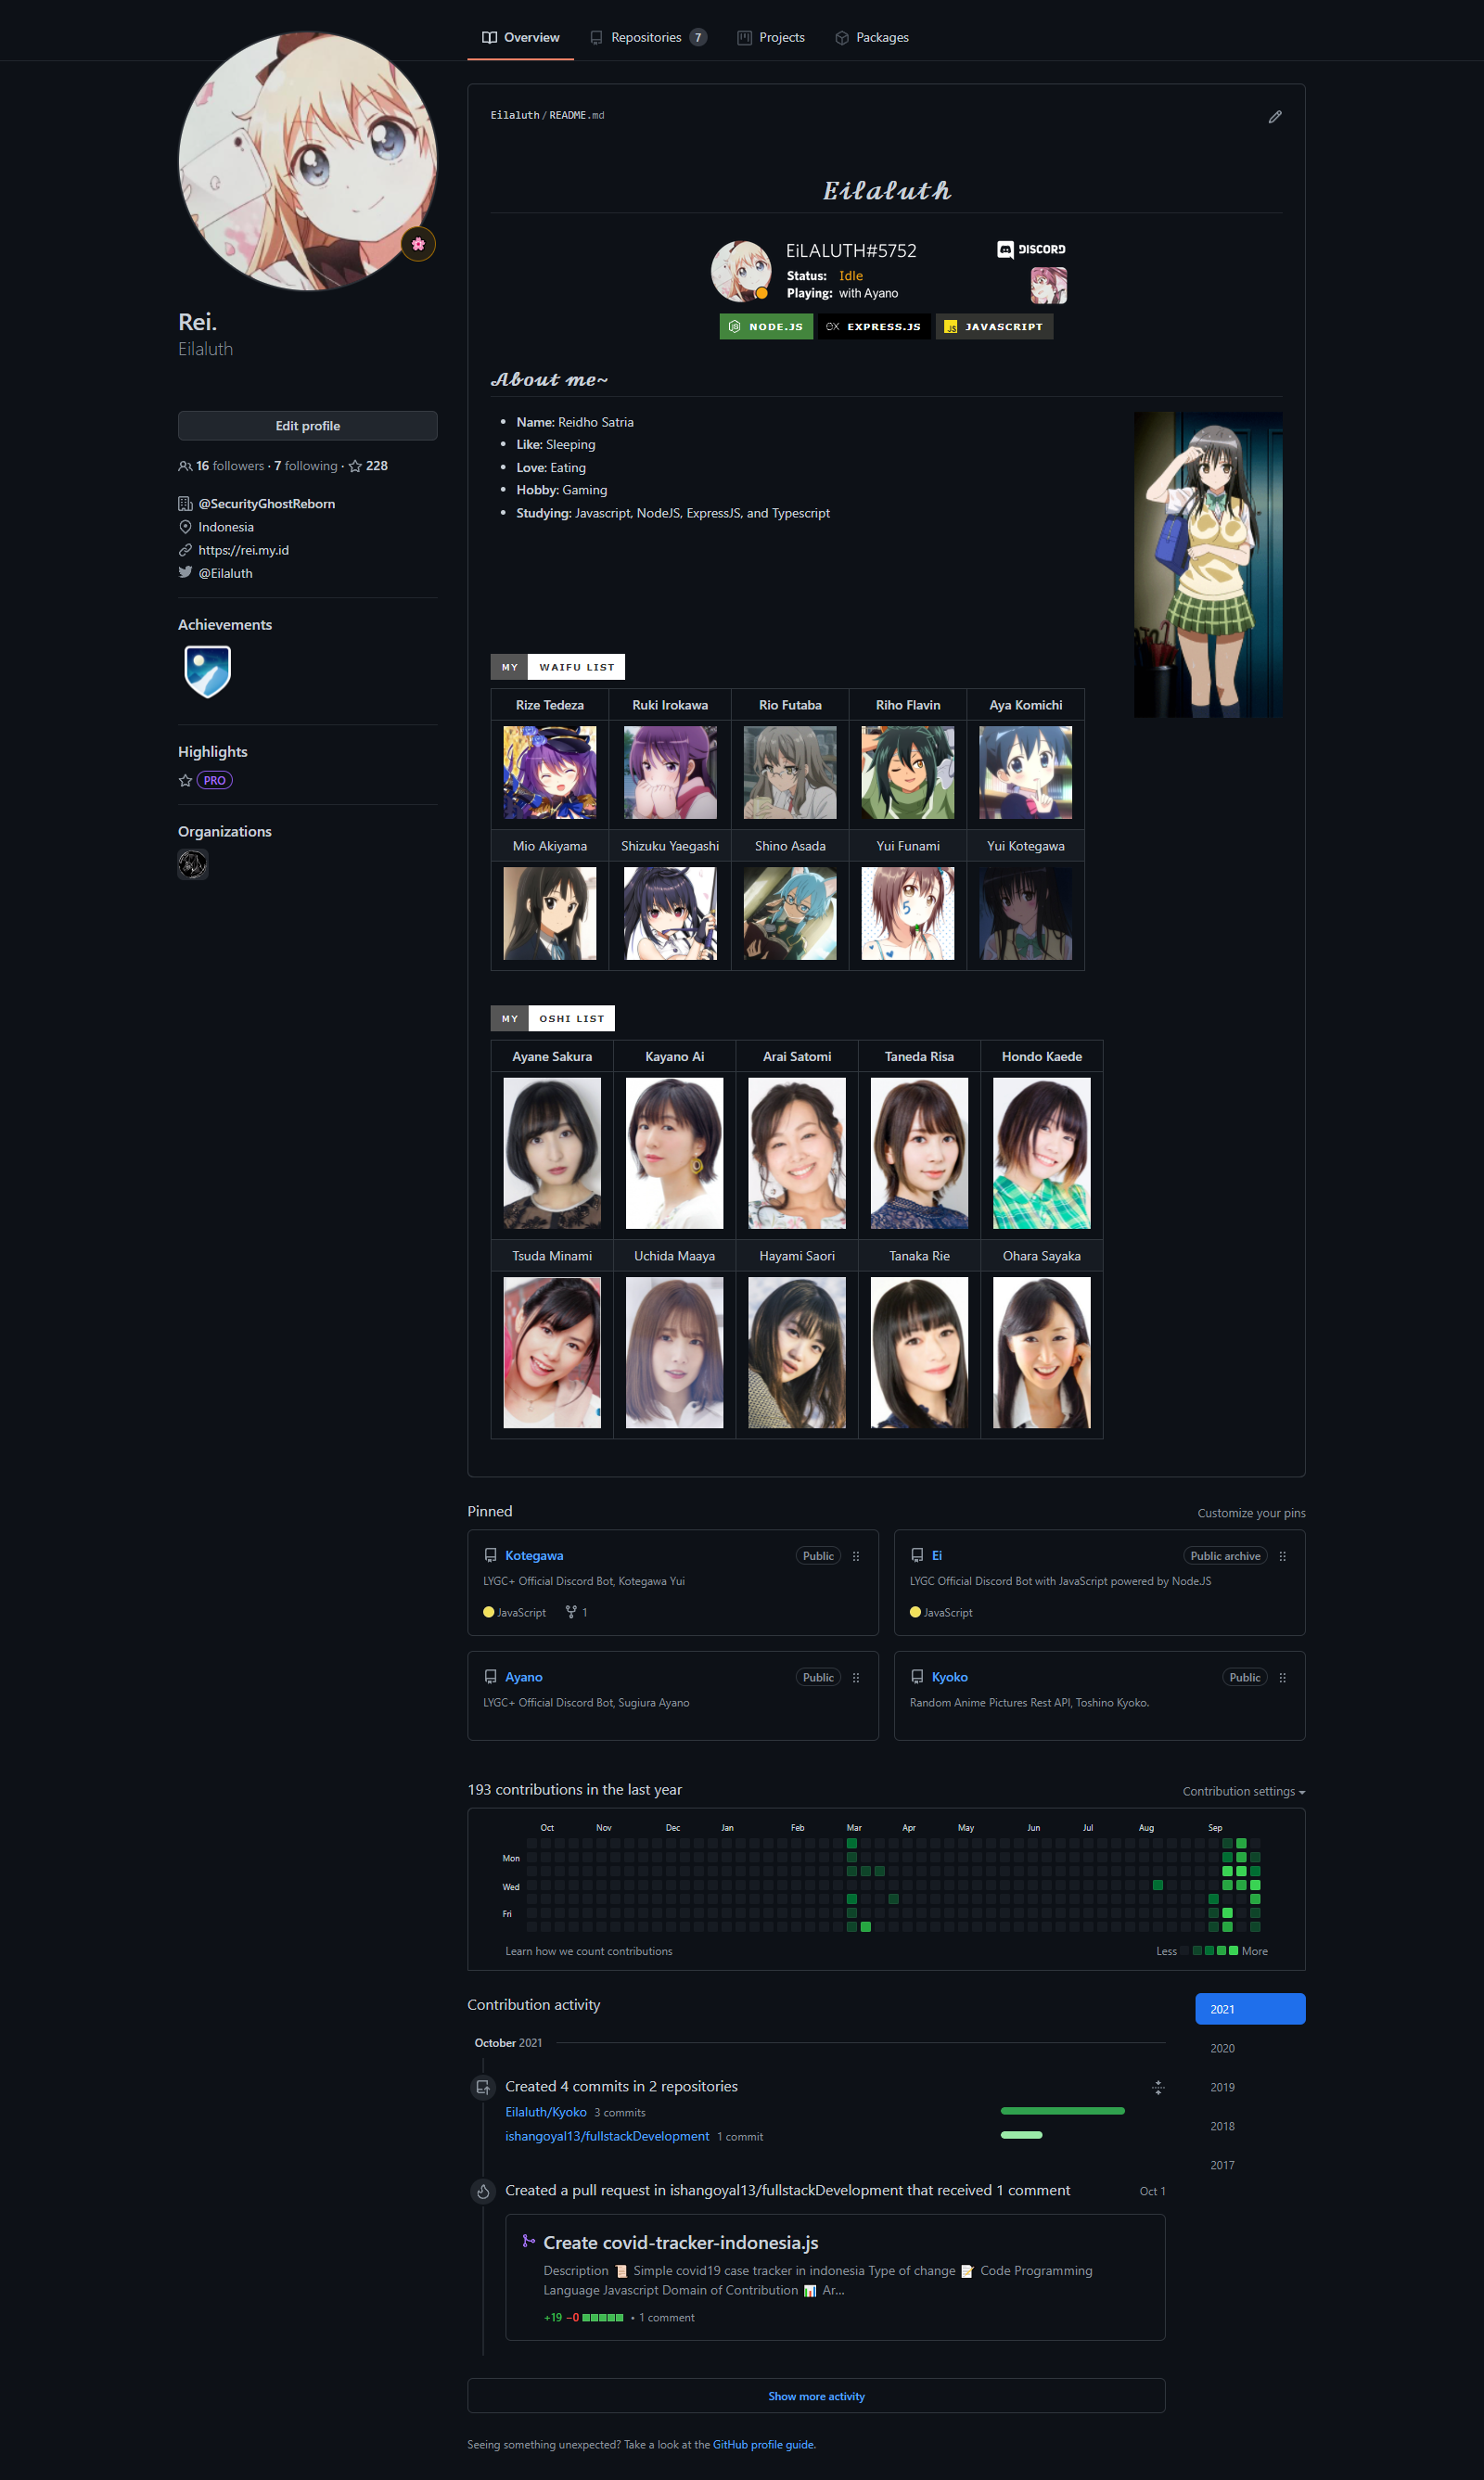 Overview Repositories 7 Projects Packages
Rei.
Eilaluth
Edit profile
16 followers · 7 following · 228
@SecurityGhostReborn
Indonesia
https://rei.my.id
@Eilaluth
Achievements
Highlights
PRO
Organizations
Eilaluth/README.md
Eilaluth
EiLALUTH#5752
DISCORD
Status: Idle
Playing: with Ayano
NODE.JS EX EXPRESS.JS JS JAVASCRIPT
About me~
Name: Reidho Satria
Like: Sleeping
Love: Eating
Hobby: Gaming
Studying: Javascript, NodeJS, ExpressJS, and Typescript
MY WAIFU LIST
Rize Tedeza Ruki Irokawa Rio Futaba Riho Flavin Aya Komichi
Mio Akiyama Shizuku Yaegashi Shino Asada Yui Funami Yui Kotegawa
5
MY OSHI LIST
Ayane Sakura Kayano Ai Arai Satomi Taneda Risa Hondo Kaede
Tsuda Minami Uchida Maaya Hayami Saori Tanaka Rie Ohara Sayaka
Pinned Customize your pins
Kotegawa Public
LYGC+ Official Discord Bot, Kotegawa Yui
JavaScript 1
Ei Public archive
LYGC Official Discord Bot with JavaScript powered by NodeJS
JavaScript
Ayano Public
LYGC+ Official Discord Bot, Sugiura Ayano
Kyoko Public
Random Anime Pictures Rest API, Toshino Kyoko.
193 contributions in the last year Contribution settings
Oct Nov Dec Jan Feb Mar Apr May Jun Jul Aug Sep
Mon
Wed
Fri
Learn how we count contributions Less More
Contribution activity
2021
2020
2019
2018
2017
October 2021
Created 4 commits in 2 repositories
Eilaluth/Kyoko 3 commits
ishangoyal13/fullstackDevelopment 1 commit
Created a pull request in ishangoyal13/fullstackDevelopment that received 1 comment Oct 1
Create covid-tracker-indonesia.js
Description 📜 Simple covid19 case tracker in indonesia Type of change 📝 Code Programming
Language Javascript Domain of Contribution 📊 Ar...
+19 −0 • 1 comment
Show more activity
Seeing something unexpected? Take a look at the GitHub profile guide.